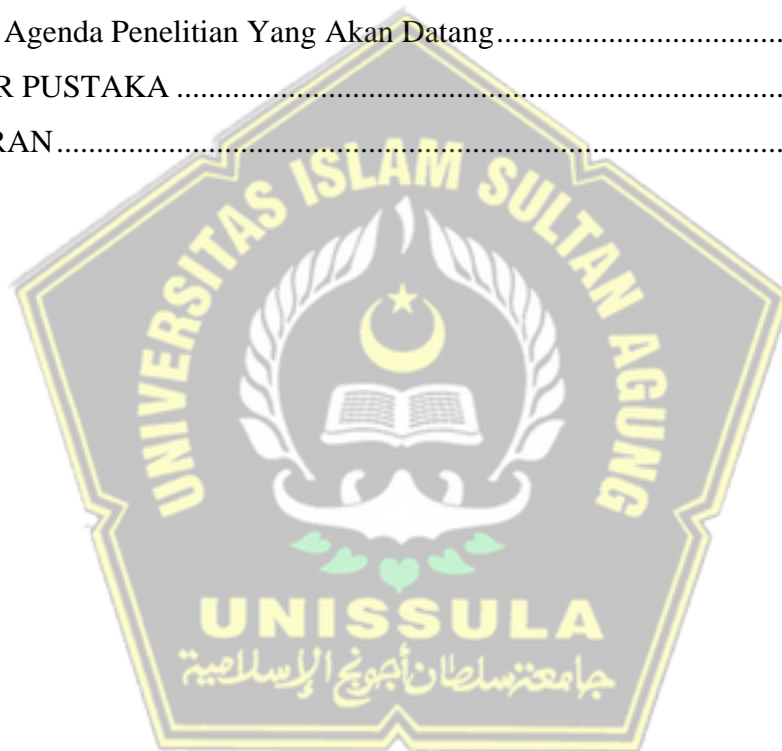 Agenda Penelitian Yang Akan Datang.....................................
R PUSTAKA .............................................................................
RAN............................................................................................
UNIVERSITAS ISLAM SULTAN AGUNG
UNISSULA
جامعة سلطان أجونج الإسلامية